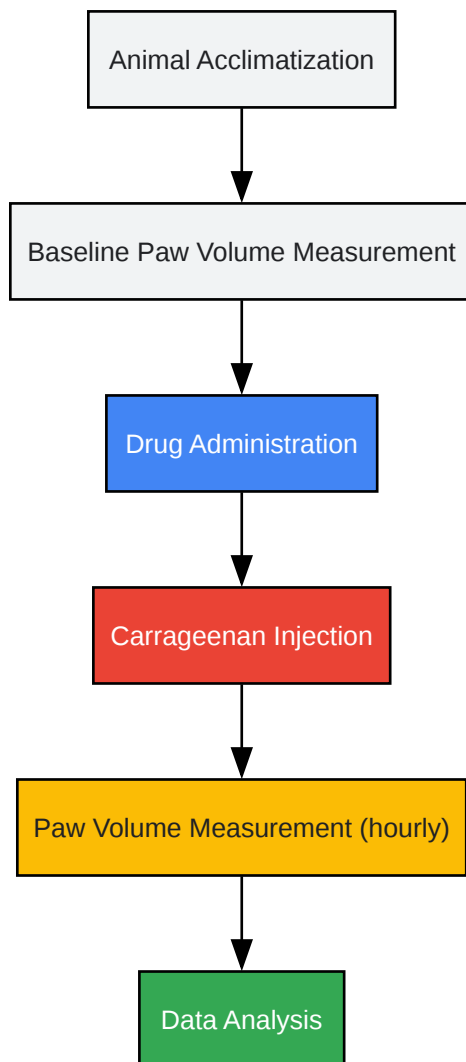 Animal Acclimatization
Baseline Paw Volume Measurement
Drug Administration
Carrageenan Injection
Paw Volume Measurement (hourly)
Data Analysis